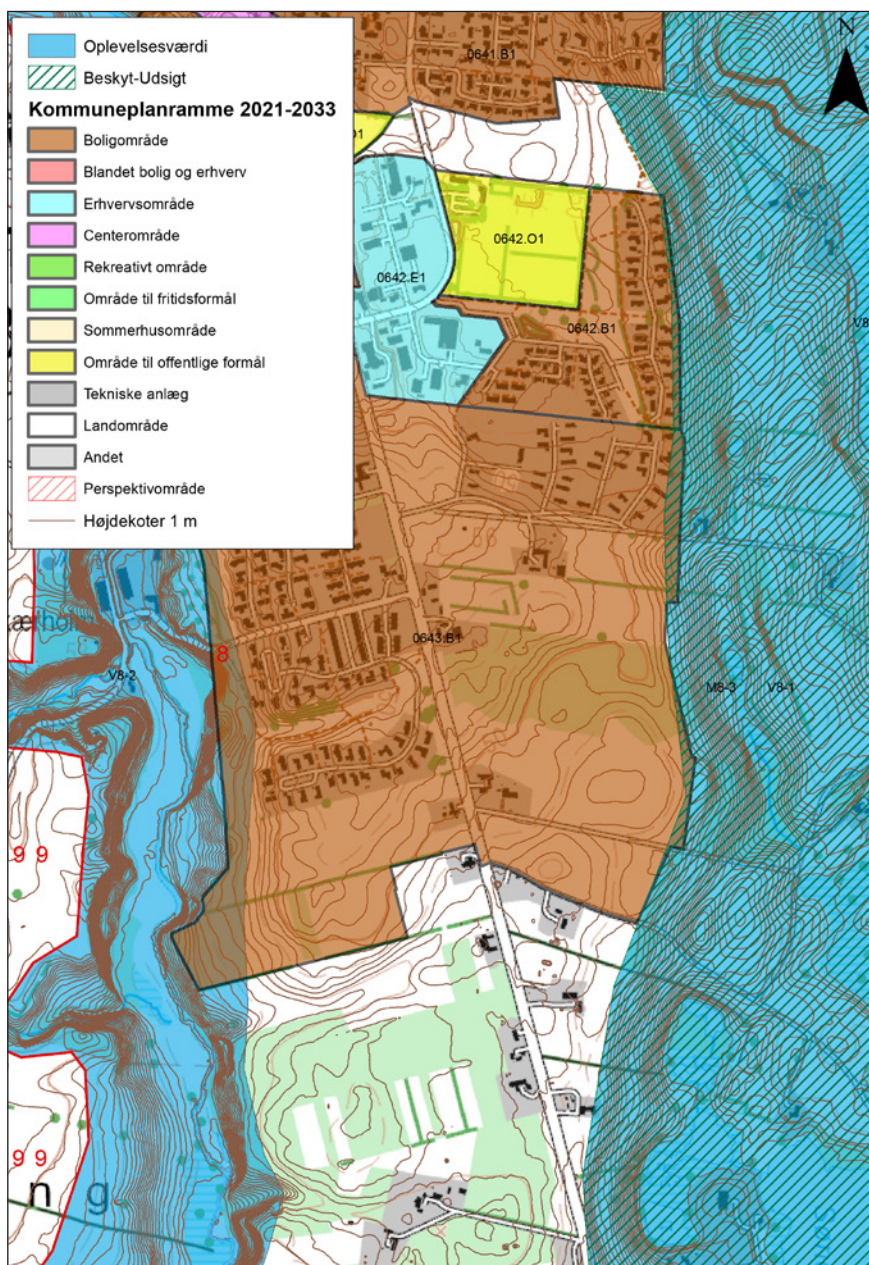 Oplevelsesværdi
Beskyt-Udsigt
Kommuneplanramme 2021-2033
Boligområde
Blandet bolig og erhverv
Erhvervsområde
Centerområde
Rekreativt område
Område til fritidsformål
Sommerhusområde
Område til offentlige formål
Tekniske anlæg
Landområde
Andet
Perspektivområde
Højdekoter 1 m
N
0641.B1
0642.O1
0642.E1
0642.B1
V8
0643.B1
8
V8-2
M8-3
V8-1
9 9
9 9
n g